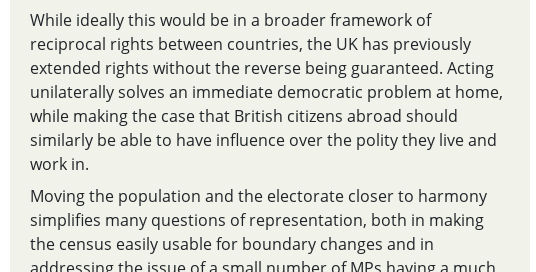 While ideally this would be in a broader framework of
reciprocal rights between countries, the UK has previously
extended rights without the reverse being guaranteed. Acting
unilaterally solves an immediate democratic problem at home,
while making the case that British citizens abroad should
similarly be able to have influence over the polity they live and
work in.
Moving the population and the electorate closer to harmony
simplifies many questions of representation, both in making
the census easily usable for boundary changes and in
addressing the issue of a small number of MPs having a much